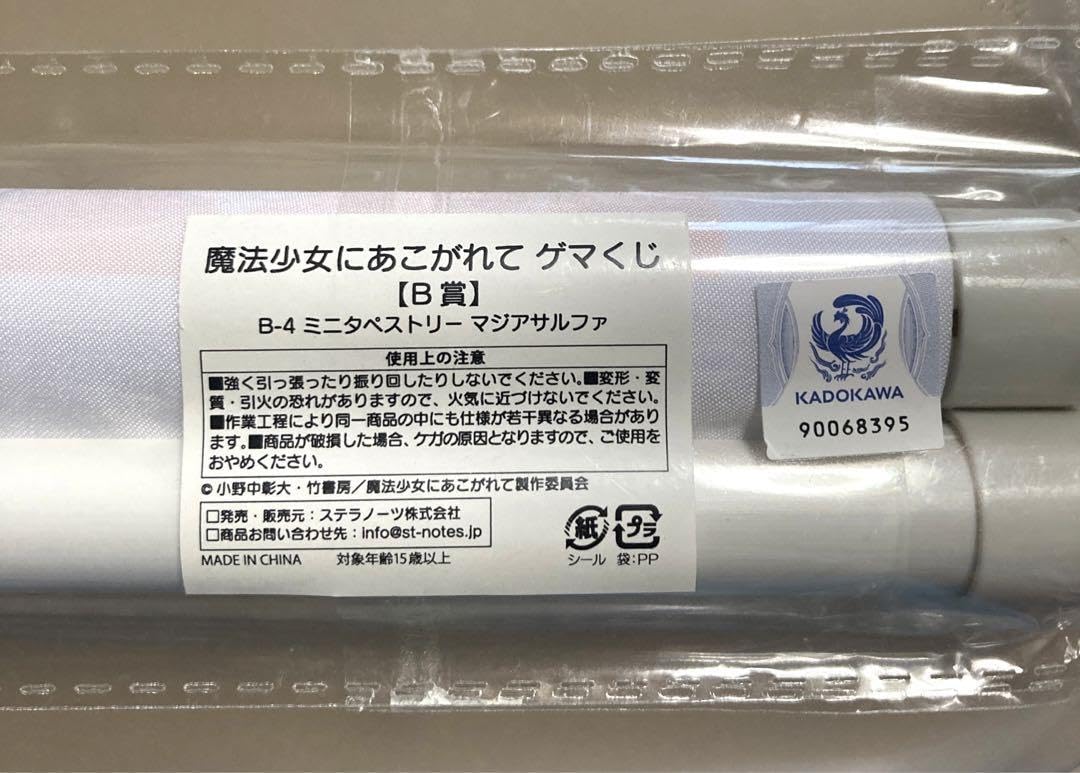 魔法少女にあこがれて ゲマくじ
【B賞】
B-4 ミニタペストリー マジアサルファ
使用上の注意
■強く引っ張ったり振り回したりしないでください。■変形・変
質・引火の恐れがありますので、火気に近づけないでください。
■作業工程により同一商品の中にも仕様が若干異なる場合があり
ます。■商品が破損した場合、ケガの原因となりますので、ご使用を
おやめください。
© 小野中彰大・竹書房／魔法少女にあこがれて製作委員会
□発売・販売元：ステラノーツ株式会社
□商品お問い合わせ先：info@st-notes.jp
MADE IN CHINA 対象年齢15歳以上
紙 プラ
シール 袋:PP
KADOKAWA
90068395